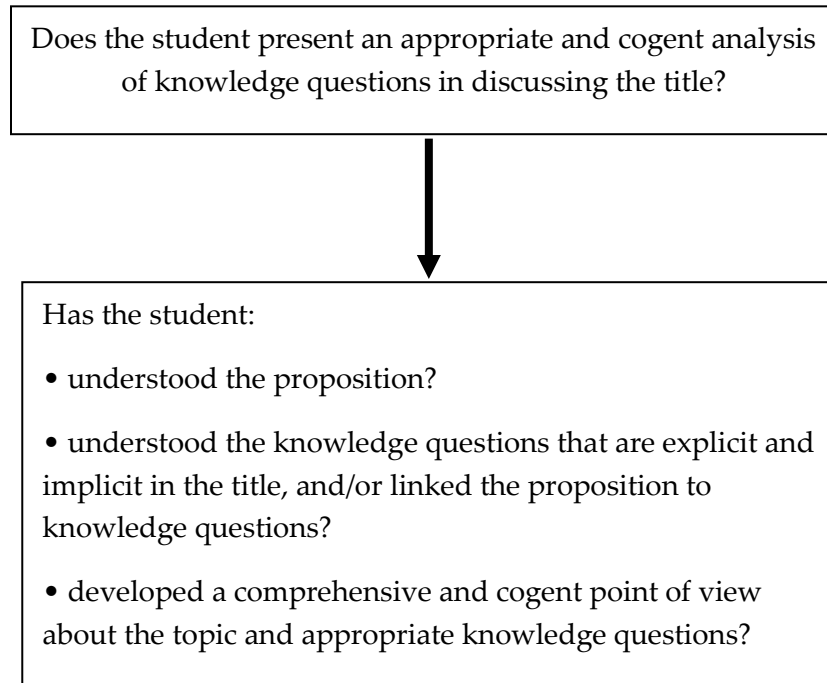 Does the student present an appropriate and cogent analysis
of knowledge questions in discussing the title?
Has the student:
• understood the proposition?
• understood the knowledge questions that are explicit and
implicit in the title, and/or linked the proposition to
knowledge questions?
• developed a comprehensive and cogent point of view
about the topic and appropriate knowledge questions?